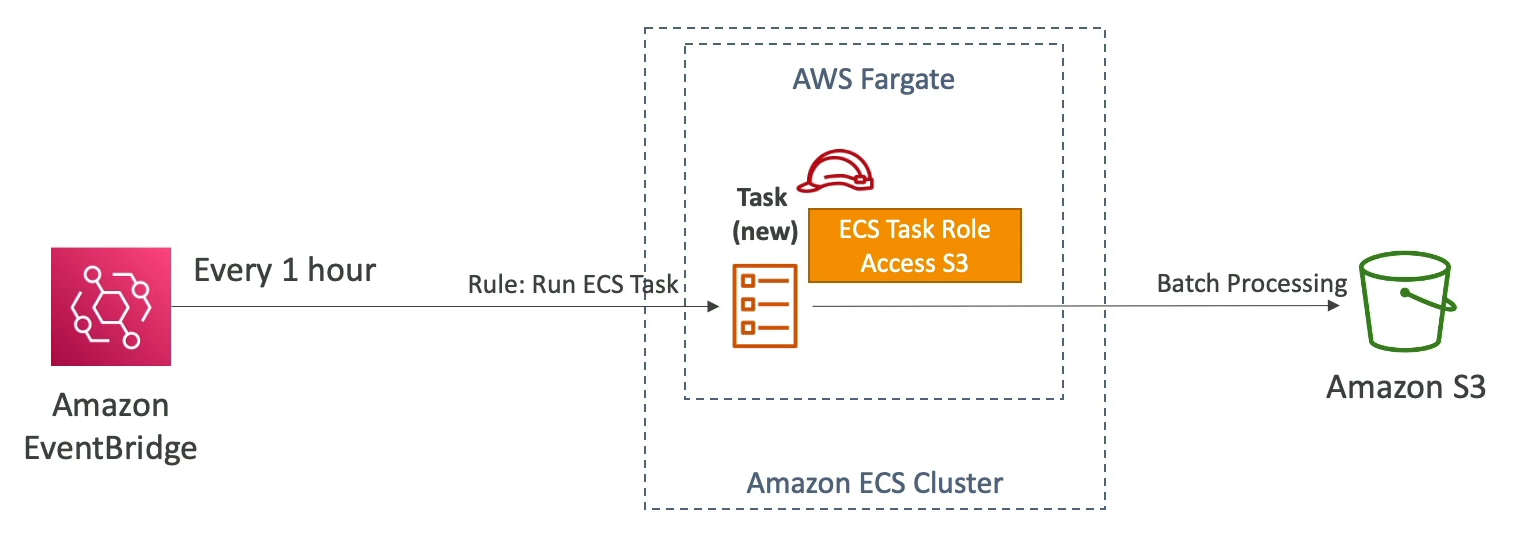 AWS Fargate
Task
(new)
ECS Task Role
Access S3
Every 1 hour
Rule: Run ECS Task
Batch Processing
Amazon
EventBridge
Amazon S3
Amazon ECS Cluster